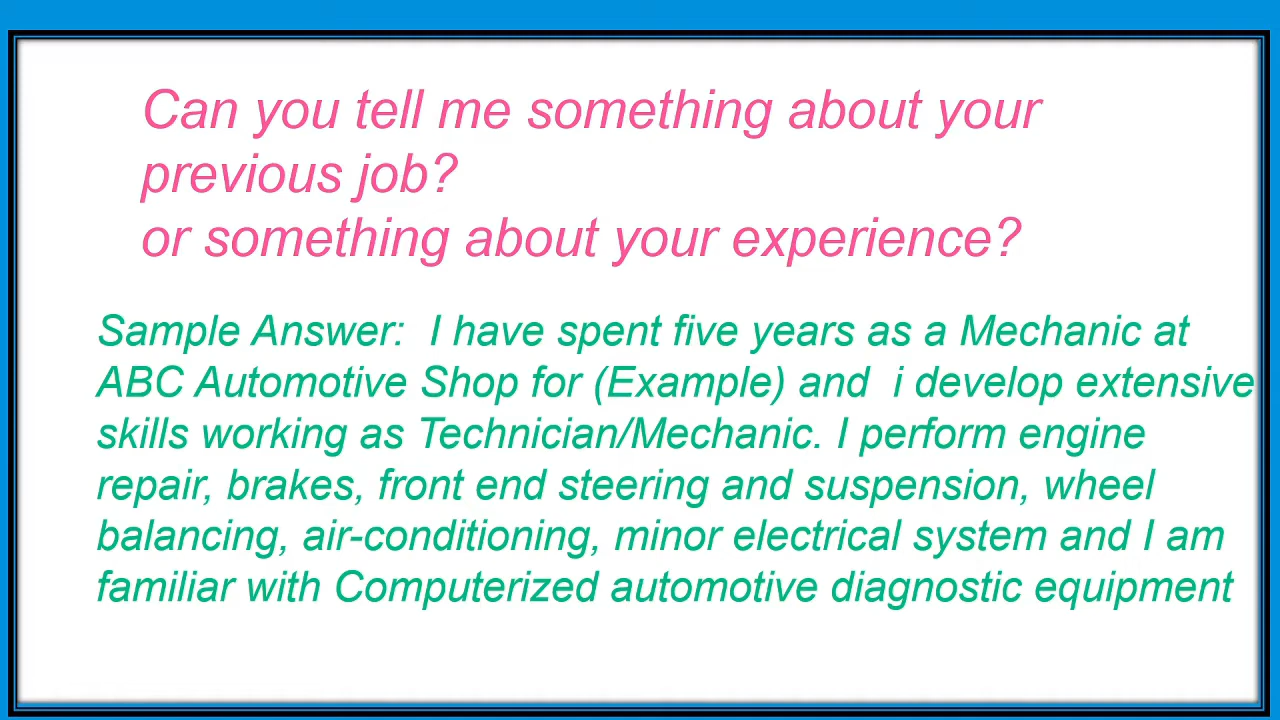 Can you tell me something about your
previous job?
or something about your experience?
Sample Answer:  I have spent five years as a Mechanic at
ABC Automotive Shop for (Example) and  i develop extensive
skills working as Technician/Mechanic. I perform engine
repair, brakes, front end steering and suspension, wheel
balancing, air-conditioning, minor electrical system and I am
familiar with Computerized automotive diagnostic equipment